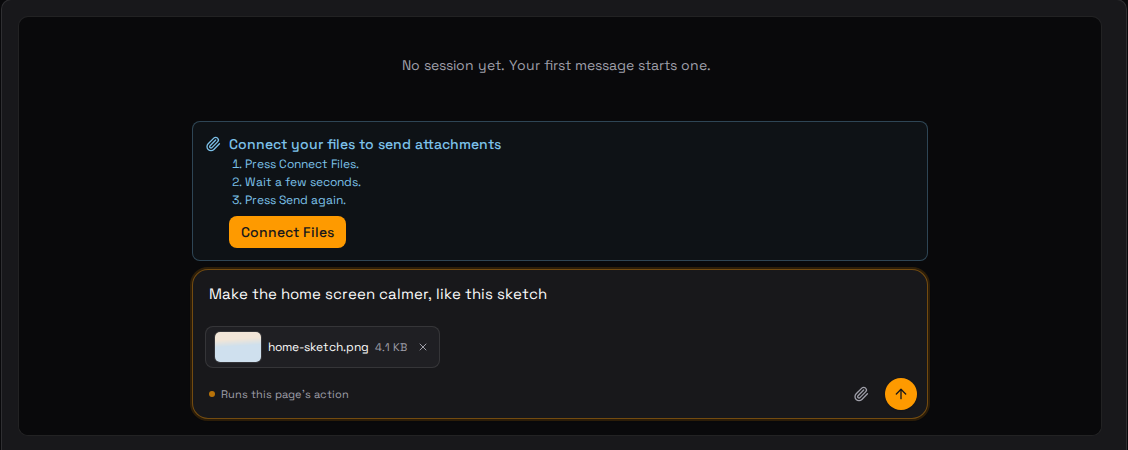 No session yet. Your first message starts one.
Connect your files to send attachments
1. Press Connect Files.
2. Wait a few seconds.
3. Press Send again.
Connect Files
Make the home screen calmer, like this sketch
home-sketch.png 4.1 KB ×
Runs this page's action